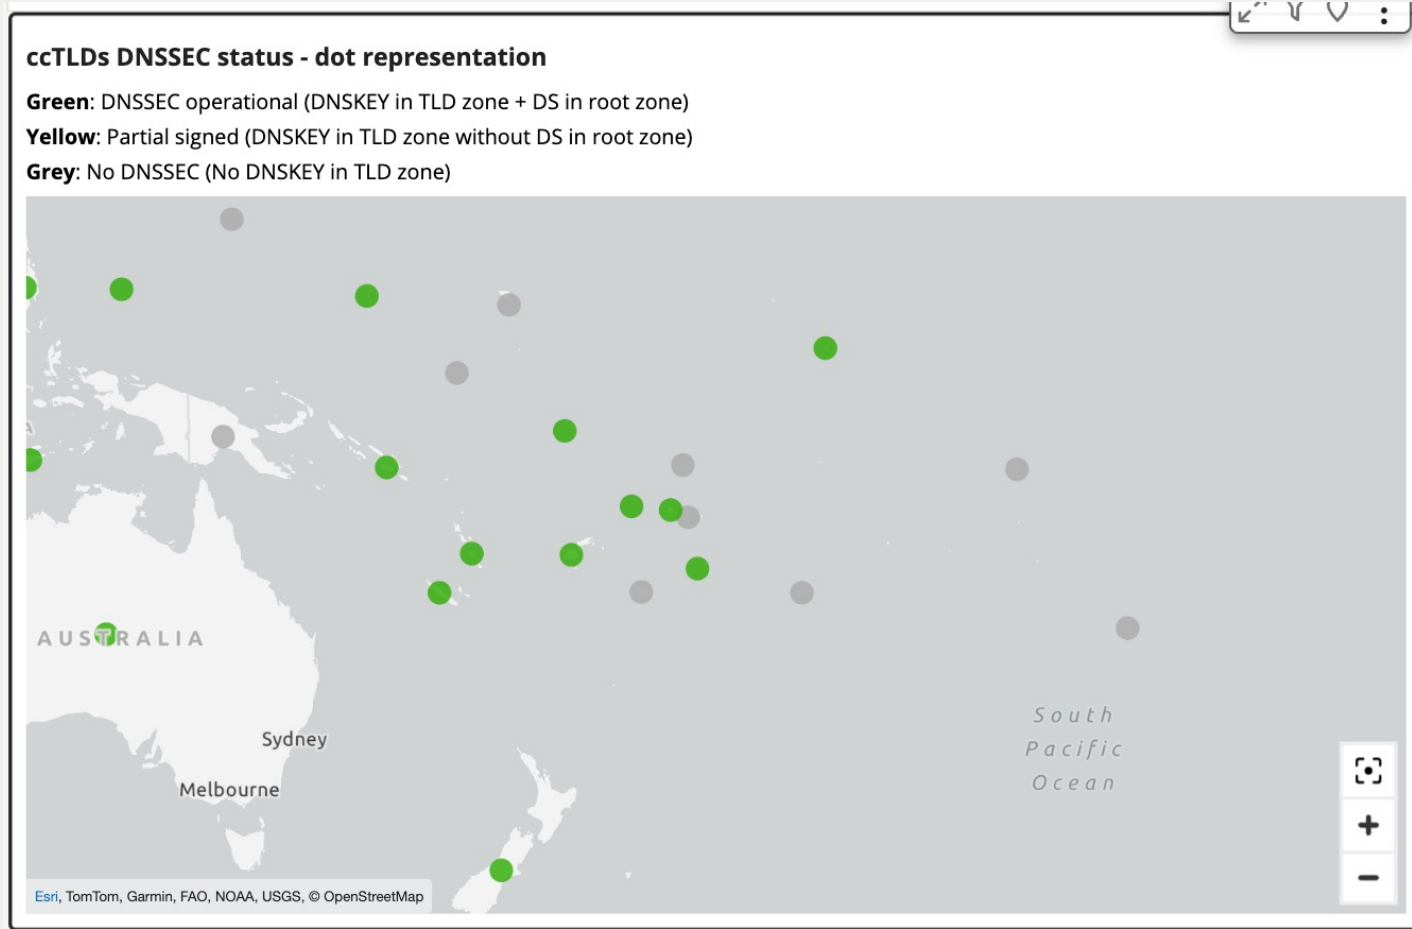 ccTLDs DNSSEC status - dot representation
Green: DNSSEC operational (DNSKEY in TLD zone + DS in root zone)
Yellow: Partial signed (DNSKEY in TLD zone without DS in root zone)
Grey: No DNSSEC (No DNSKEY in TLD zone)
A
AUSTRALIA
South
Pacific
Ocean
Sydney
Melbourne
Esri, TomTom, Garmin, FAO, NOAA, USGS, © OpenStreetMap